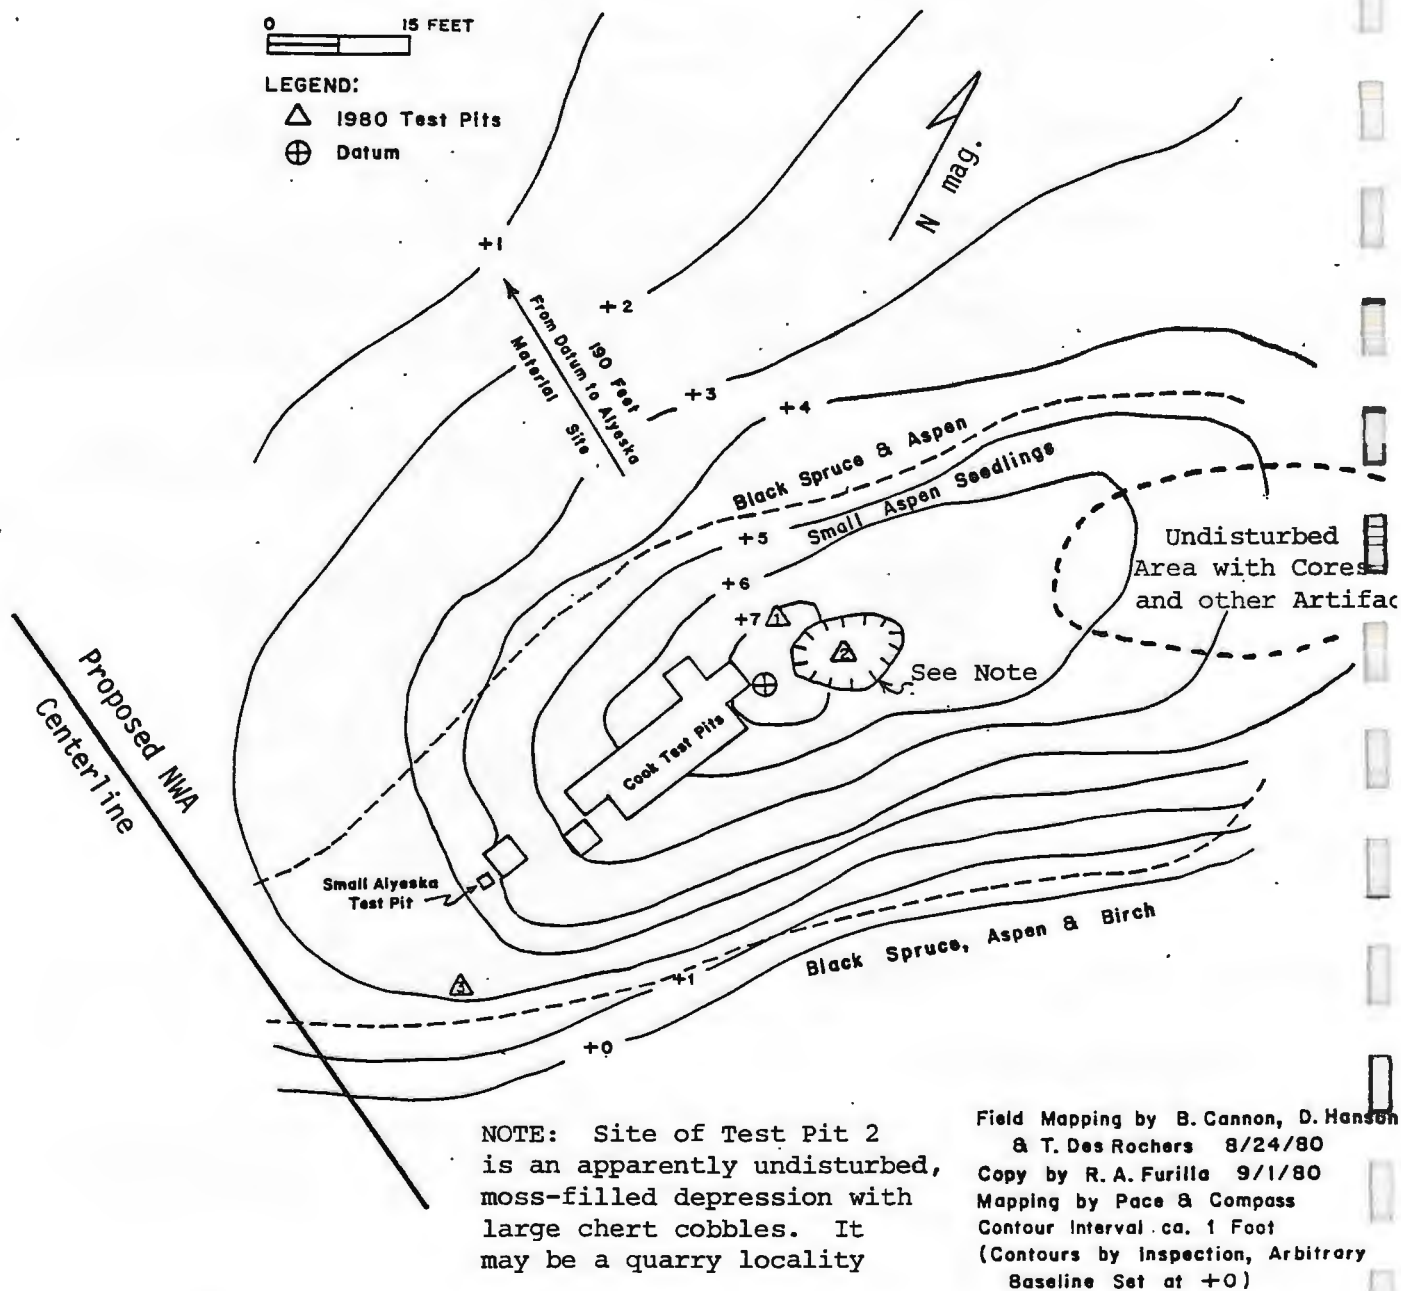 0 15 FEET
LEGEND:
1980 Test Pits
Datum
N mag.
+1
+2
+3
+4
+5
+6
+7
190 Feet
From Datum to Alyeska
Material Site
Black Spruce & Aspen
Small Aspen Seedlings
Undisturbed
Area with Cores
and other Artifac
1
2
See Note
Cook Test Pits
Proposed NWA
Centerline
Small Alyeska
Test Pit
3
Black Spruce, Aspen & Birch
+1
+0
NOTE: Site of Test Pit 2
is an apparently undisturbed,
moss-filled depression with
large chert cobbles. It
may be a quarry locality
Field Mapping by B. Cannon, D. Hanson
& T. Des Rochers 8/24/80
Copy by R. A. Furilla 9/1/80
Mapping by Pace & Compass
Contour Interval ca. 1 Foot
(Contours by Inspection, Arbitrary
Baseline Set at +0)